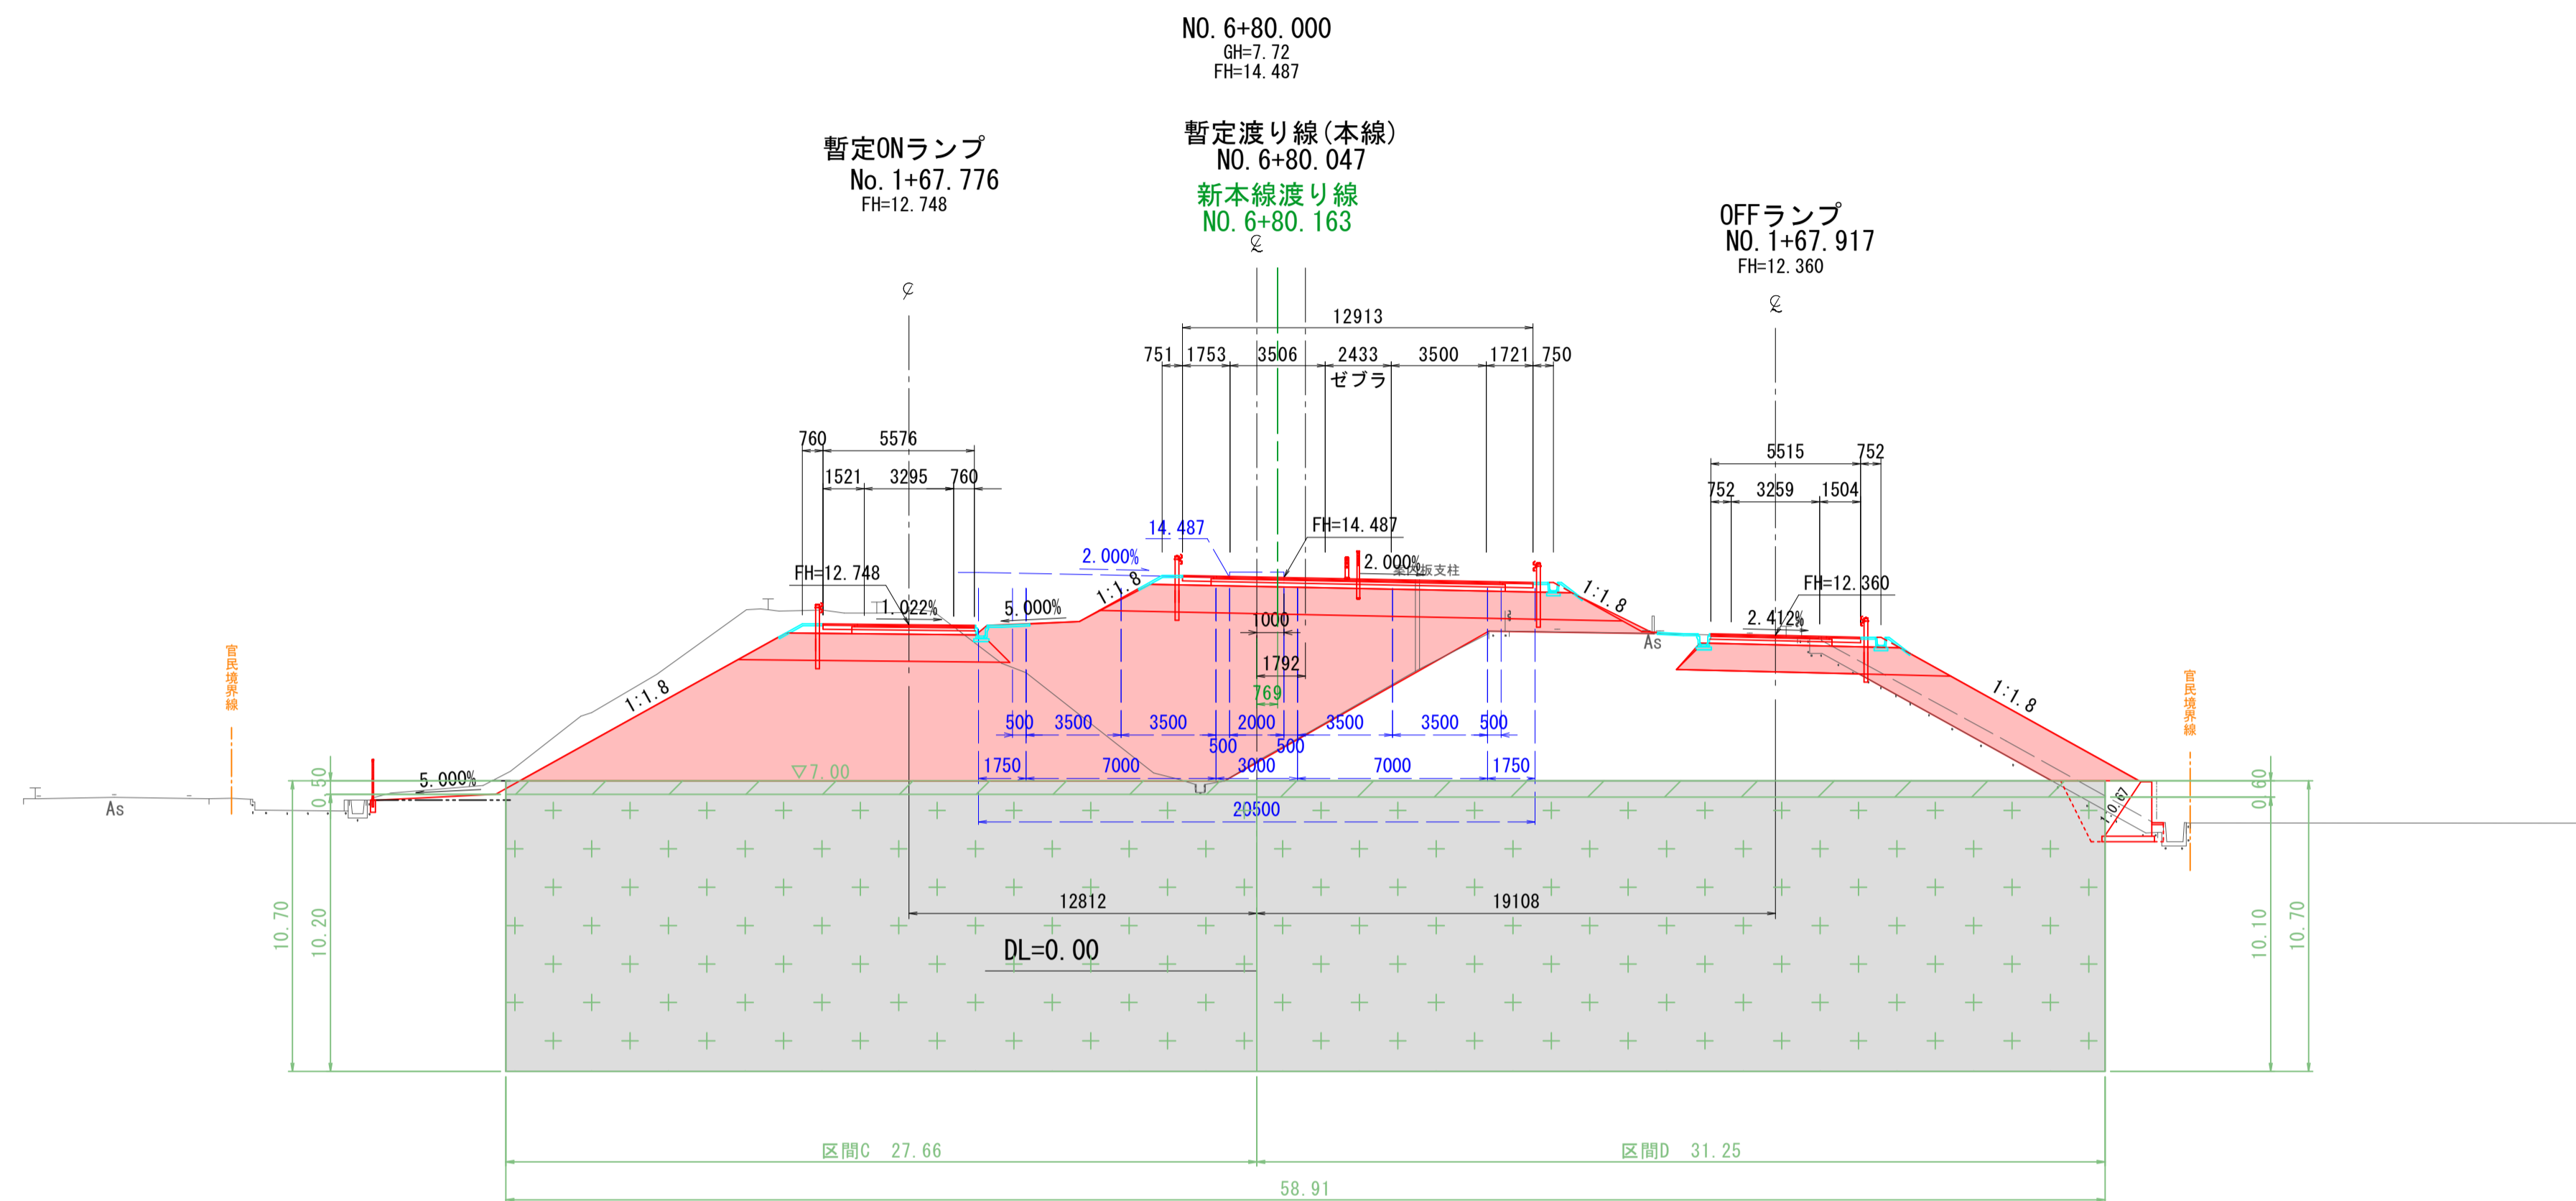 NO. 6+80.000
GH=7.72
FH=14.487
暫定ONランプ
No. 1+67.776
FH=12.748
暫定渡り線(本線)
NO. 6+80.047
新本線渡り線
NO. 6+80.163
OFFランプ
NO. 1+67.917
FH=12.360
12913
751 1753 3506 2433 3500 1721 750
ゼブラ
760 5576
1521 3295 760
5515 752
752 3259 1504
14.487
FH=14.487
2.000%
2.000%
案内板支柱
FH=12.748
1:1.8
1:1.8
FH=12.360
1.022%
5.000%
1000
2.412%
As
1792
769
官民境界線
1:1.8
1:1.8
官民境界線
500 3500 3500 2000 3500 3500 500
500 500
1750 7000 3000 7000 1750
▽7.00
5.000%
0.50
0.60
As
20500
1:0.67
12812
19108
10.70
10.20
10.10
10.70
DL=0.00
区間C 27.66
区間D 31.25
58.91